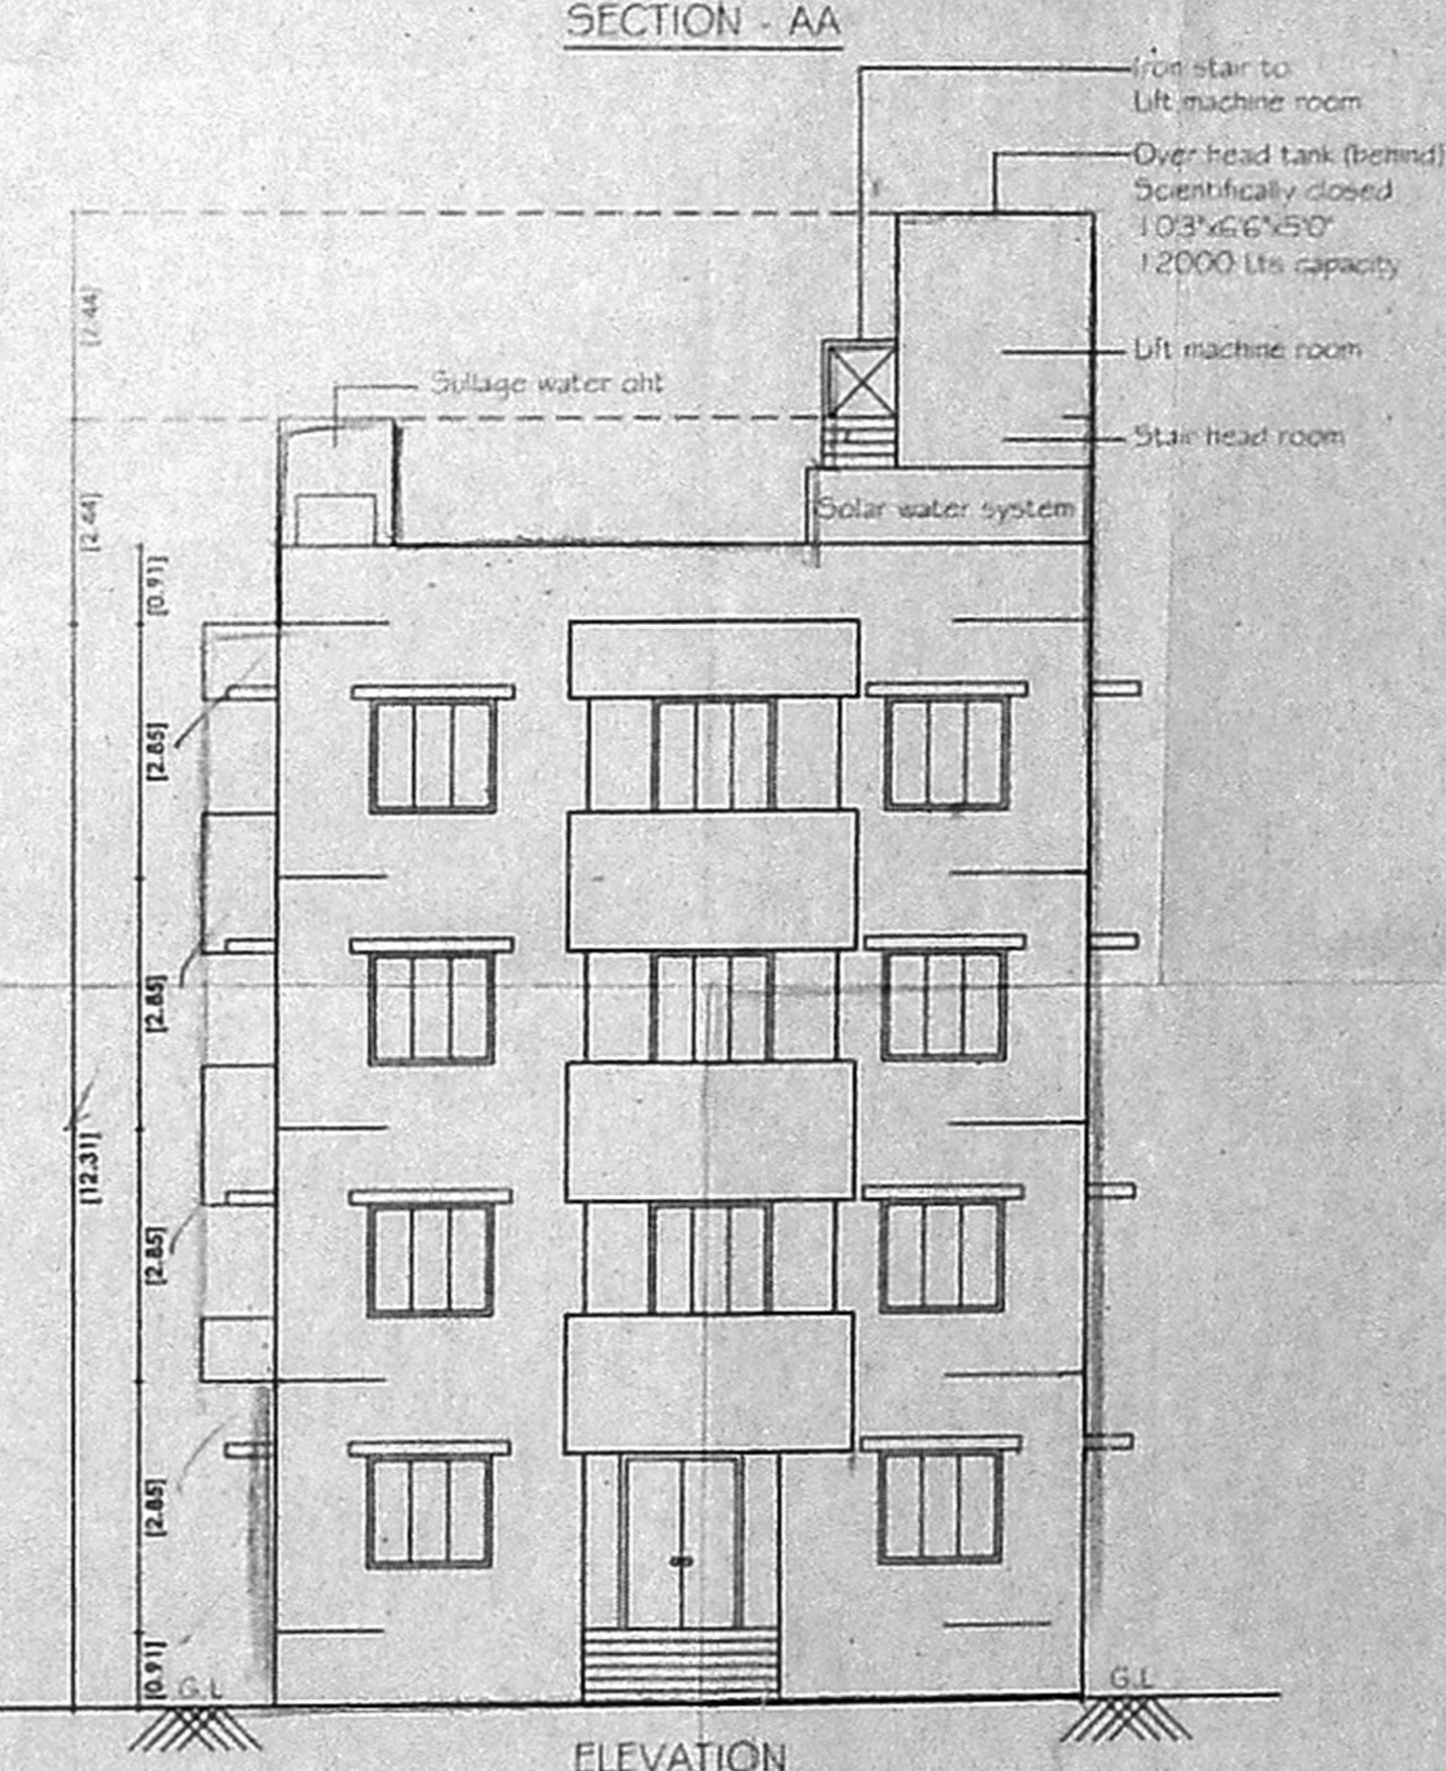 SECTION - AA
Iron stair to
Lift machine room
Over head tank (behind)
Scientifically closed
10'3"x6'6"x5'0"
12000 Lts capacity
Lift machine room
Stair head room
Sullage water oht
Solar water system
[2.44]
[2.44]
[0.91]
[2.85]
[2.85]
[12.31]
[2.85]
[2.85]
[0.91]
G.L
G.L
ELEVATION